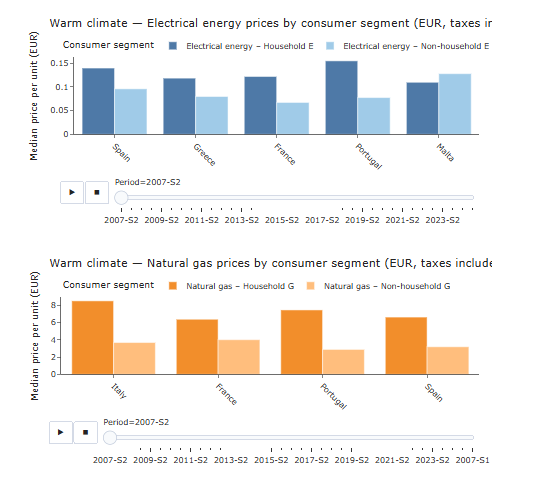 Warm climate — Electrical energy prices by consumer segment (EUR, taxes in
Consumer segment
Electrical energy – Household E
Electrical energy – Non-household E
Median price per unit (EUR)
0.15
0.1
0.05
0
Spain
Greece
France
Portugal
Malta
Period=2007-S2
2007-S2 2009-S2 2011-S2 2013-S2 2015-S2 2017-S2 2019-S2 2021-S2 2023-S2
Warm climate — Natural gas prices by consumer segment (EUR, taxes include
Consumer segment
Natural gas – Household G
Natural gas – Non-household G
Median price per unit (EUR)
8
6
4
2
0
Italy
France
Portugal
Spain
Period=2007-S2
2007-S2 2009-S2 2011-S2 2013-S2 2015-S2 2017-S2 2019-S2 2021-S2 2023-S2 2007-S1